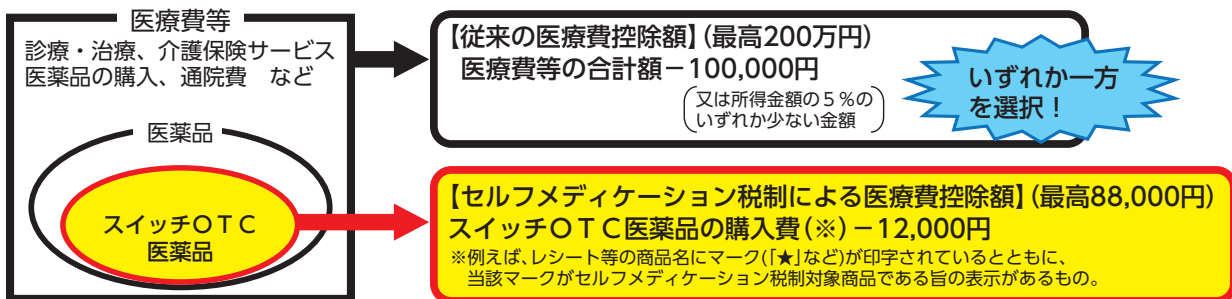 医療費等
診療・治療、介護保険サービス
医薬品の購入、通院費　など
医薬品
スイッチＯＴＣ
医薬品
【従来の医療費控除額】(最高200万円)
医療費等の合計額－100,000円
又は所得金額の５％の
いずれか少ない金額
いずれか一方
を選択！
【セルフメディケーション税制による医療費控除額】(最高88,000円)
スイッチＯＴＣ医薬品の購入費(※)－12,000円
※例えば、レシート等の商品名にマーク(「★」など)が印字されているとともに、
当該マークがセルフメディケーション税制対象商品である旨の表示があるもの。